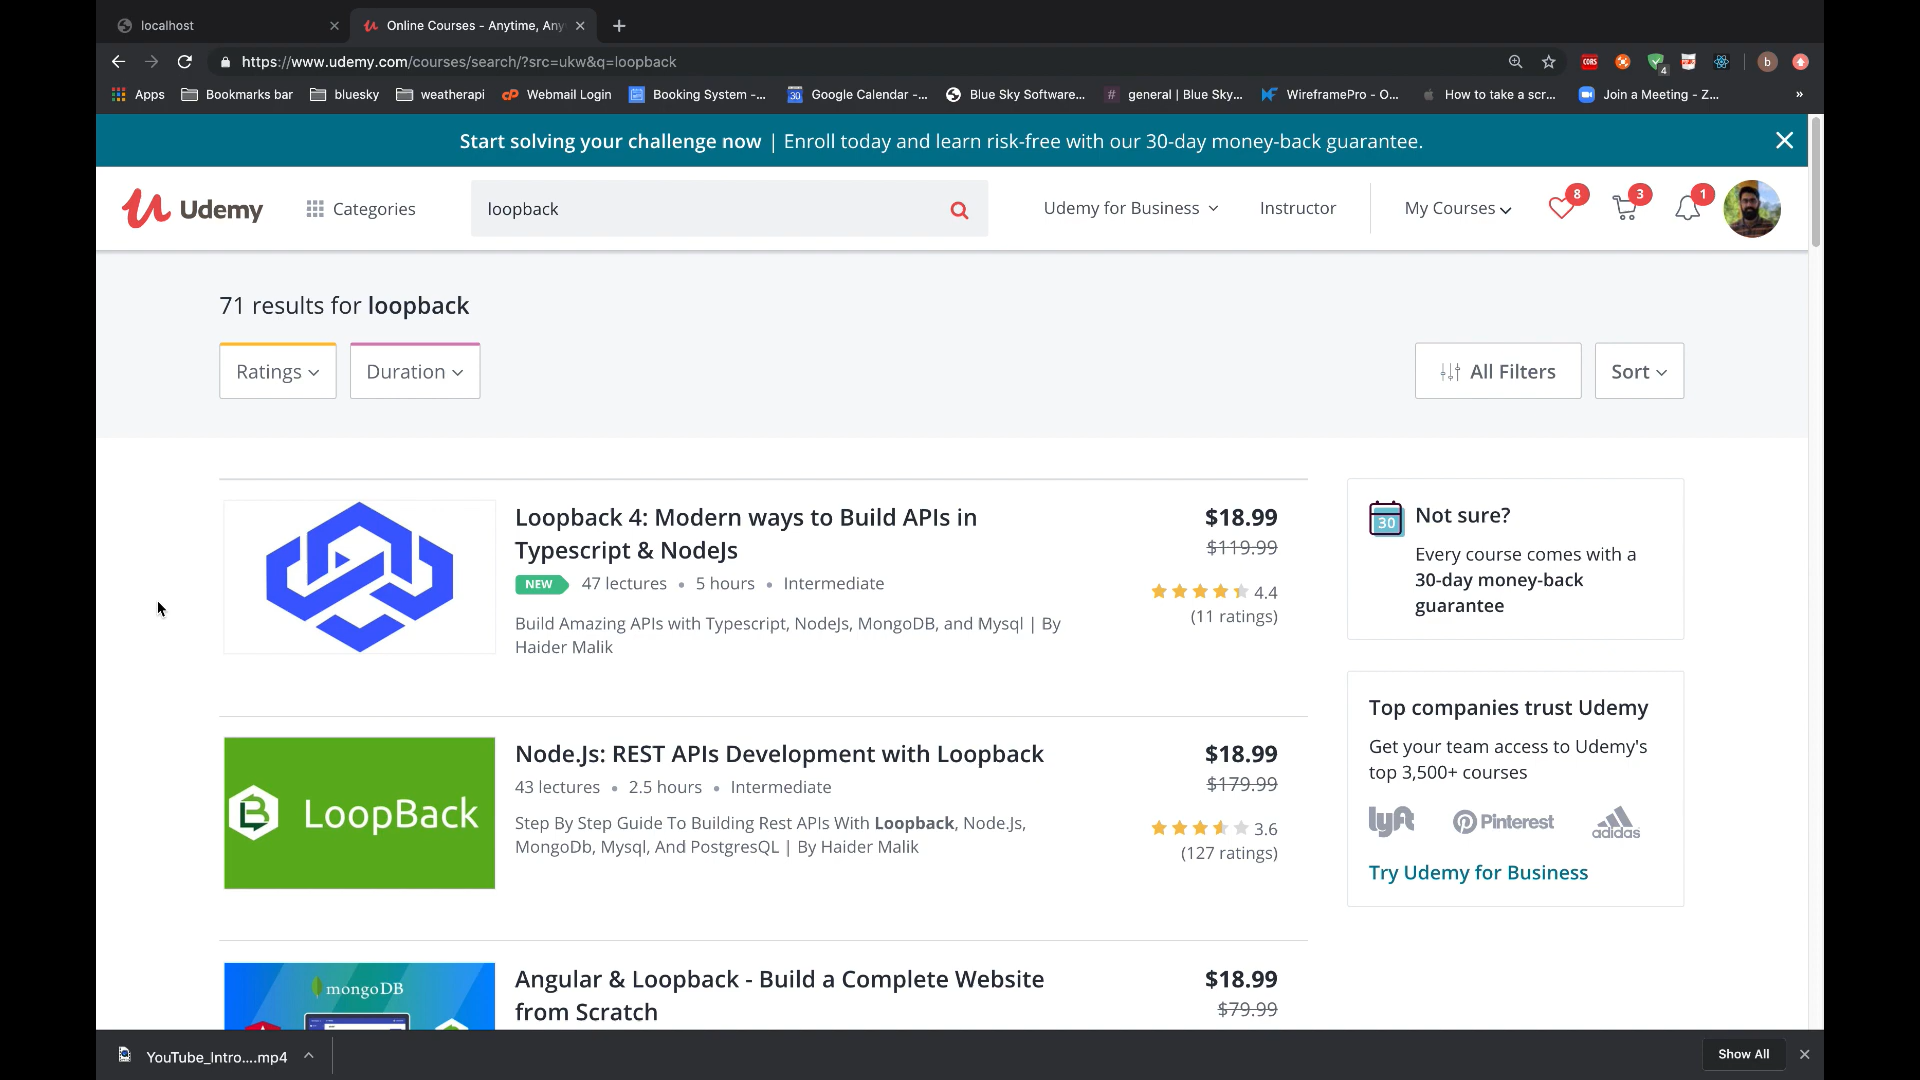 localhost
Online Courses - Anytime, Any
https://www.udemy.com/courses/search/?src=ukw&q=loopback
CORS
4
b
Apps
Bookmarks bar
bluesky
weatherapi
Webmail Login
Booking System -...
30
Google Calendar -...
Blue Sky Software...
# general | Blue Sky...
WireframePro - O...
How to take a scr...
Join a Meeting - Z...
»
Start solving your challenge now | Enroll today and learn risk-free with our 30-day money-back guarantee.
Udemy
Categories
loopback
Udemy for Business
Instructor
My Courses
8
3
1
71 results for loopback
Ratings
Duration
All Filters
Sort
Loopback 4: Modern ways to Build APIs in
Typescript & NodeJs
NEW 47 lectures • 5 hours • Intermediate
Build Amazing APIs with Typescript, NodeJs, MongoDB, and Mysql | By
Haider Malik
$18.99
$119.99
4.4
(11 ratings)
30
Not sure?
Every course comes with a
30-day money-back
guarantee
LoopBack
Node.Js: REST APIs Development with Loopback
43 lectures • 2.5 hours • Intermediate
Step By Step Guide To Building Rest APIs With Loopback, Node.Js,
MongoDb, Mysql, And PostgresQL | By Haider Malik
$18.99
$179.99
3.6
(127 ratings)
Top companies trust Udemy
Get your team access to Udemy's
top 3,500+ courses
lyft
Pinterest
adidas
Try Udemy for Business
mongoDB
Angular & Loopback - Build a Complete Website
from Scratch
$18.99
$79.99
YouTube_Intro....mp4
Show All